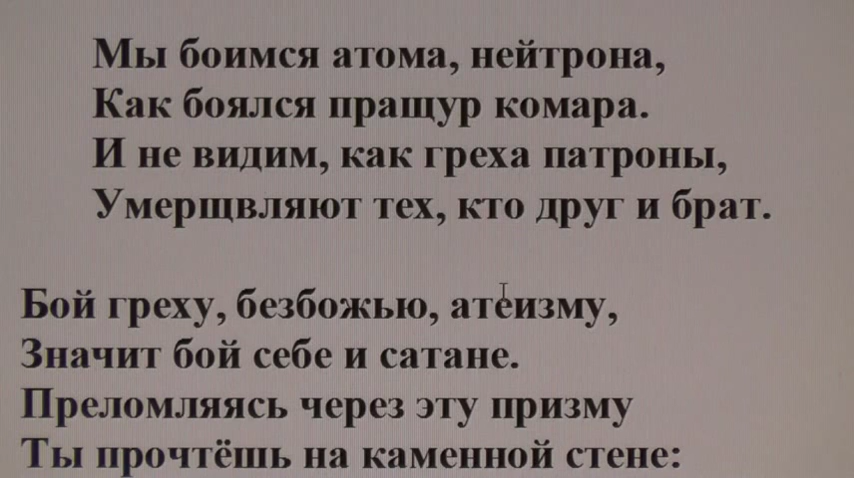 Мы боимся атома, нейтрона,
Как боялся пращур комара.
И не видим, как греха патроны,
Умерщвляют тех, кто друг и брат.
Бой греху, безбожью, атеизму,
Значит бой себе и сатане.
Преломляясь через эту призму
Ты прочтёшь на каменной стене: